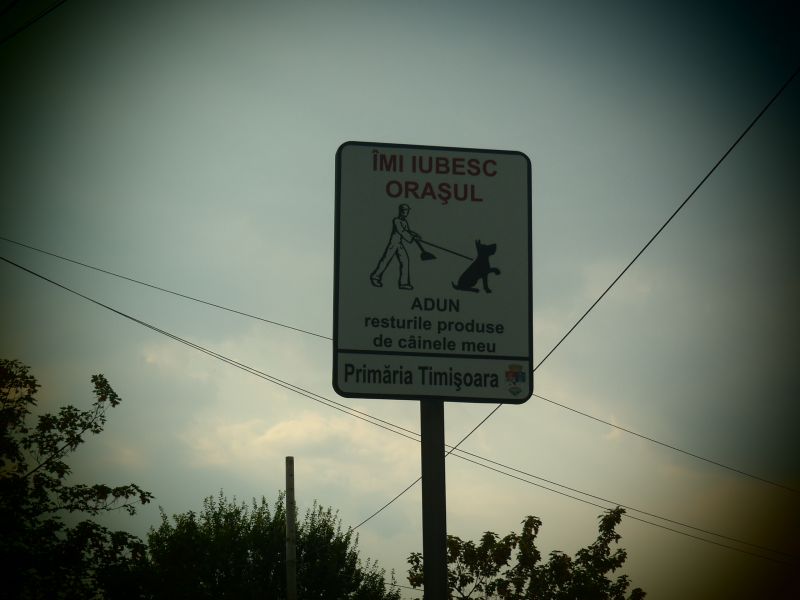 ÎMI IUBESC
ORAŞUL
ADUN
resturile produse
de câinele meu
Primăria Timişoara